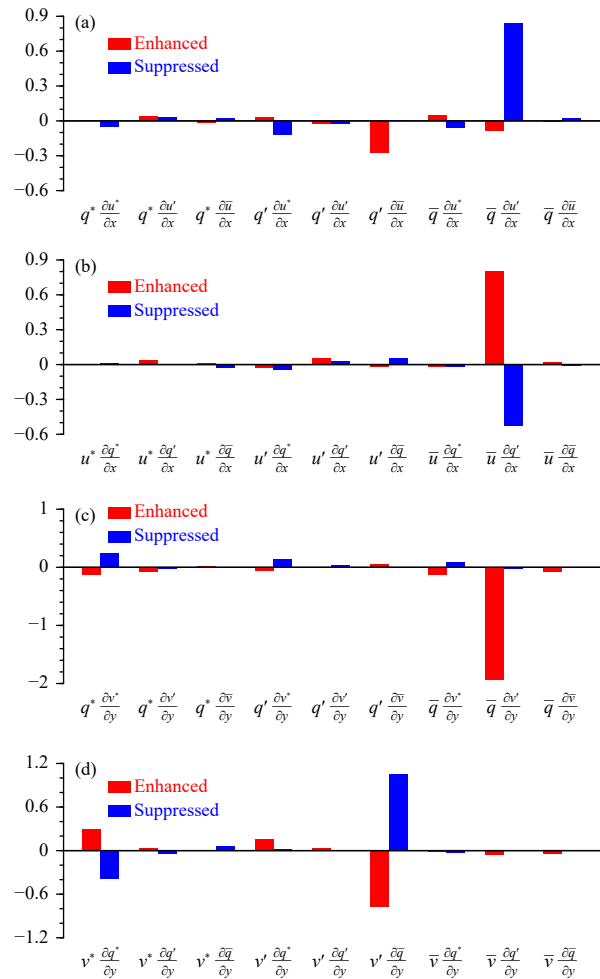 (a)
Enhanced
Suppressed
0.9
0.6
0.3
0
−0.3
−0.6
q* ∂u*/∂x q* ∂u′/∂x q* ∂u̅/∂x q′ ∂u*/∂x q′ ∂u′/∂x q′ ∂u̅/∂x q̅ ∂u*/∂x q̅ ∂u′/∂x q̅ ∂u̅/∂x
(b)
Enhanced
Suppressed
0.9
0.6
0.3
0
−0.3
−0.6
u* ∂q*/∂x u* ∂q′/∂x u* ∂q̅/∂x u′ ∂q*/∂x u′ ∂q′/∂x u′ ∂q̅/∂x u̅ ∂q*/∂x u̅ ∂q′/∂x u̅ ∂q̅/∂x
(c)
Enhanced
Suppressed
1
0
−1
−2
q* ∂v*/∂y q* ∂v′/∂y q* ∂v̅/∂y q′ ∂v*/∂y q′ ∂v′/∂y q′ ∂v̅/∂y q̅ ∂v*/∂y q̅ ∂v′/∂y q̅ ∂v̅/∂y
(d)
Enhanced
Suppressed
1.2
0.6
0
−0.6
−1.2
v* ∂q*/∂y v* ∂q′/∂y v* ∂q̅/∂y v′ ∂q*/∂y v′ ∂q′/∂y v′ ∂q̅/∂y v̅ ∂q*/∂y v̅ ∂q′/∂y v̅ ∂q̅/∂y